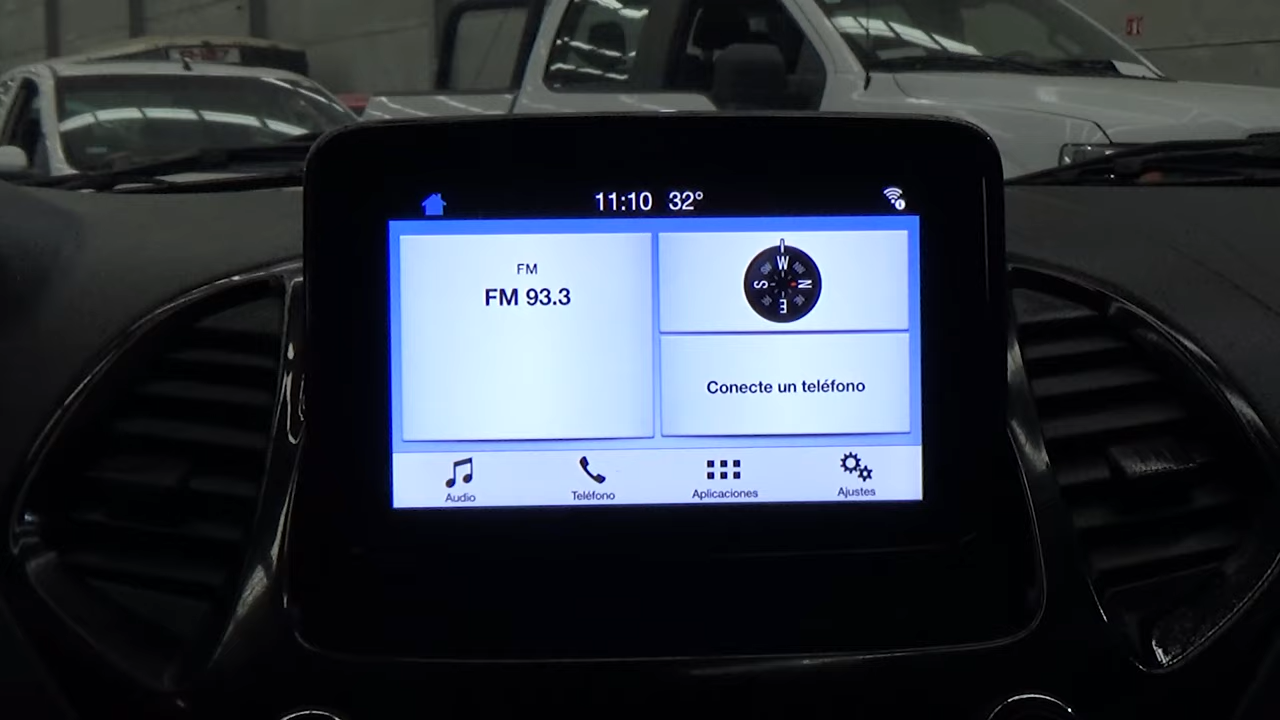 11:10 32°
FM
FM 93.3
W
S N
E
Conecte un teléfono
Audio
Teléfono
Aplicaciones
Ajustes